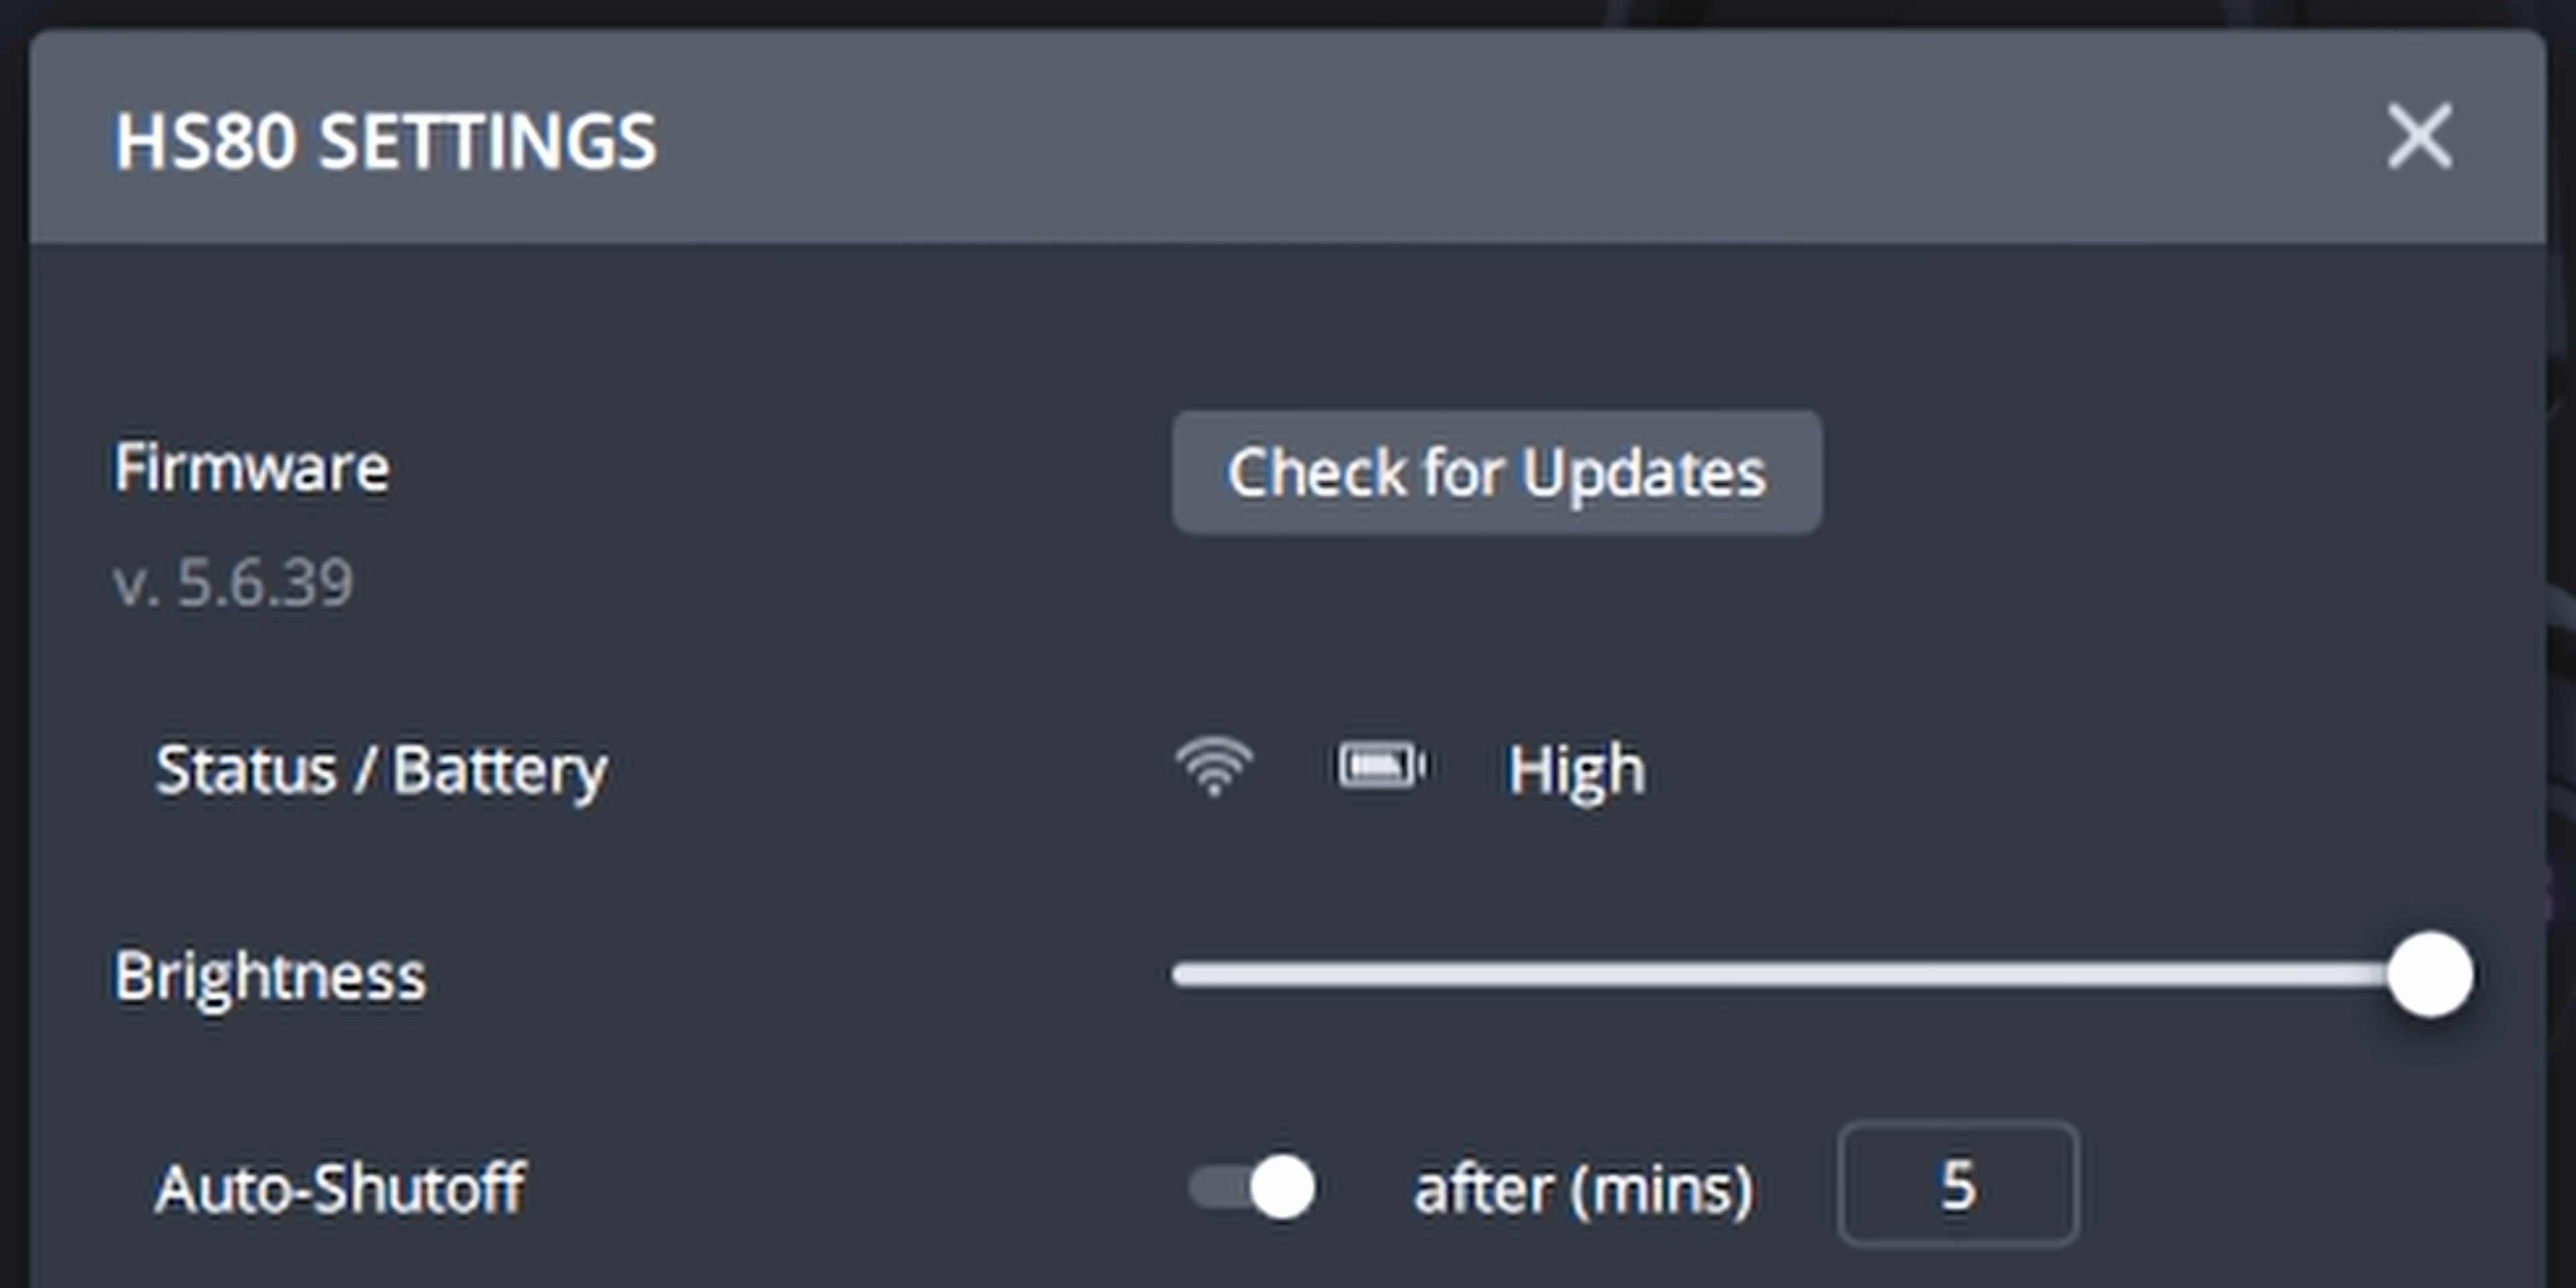 HS80 SETTINGS
Firmware
Check for Updates
v. 5.6.39
Status / Battery
High
Brightness
Auto-Shutoff
after (mins)
5